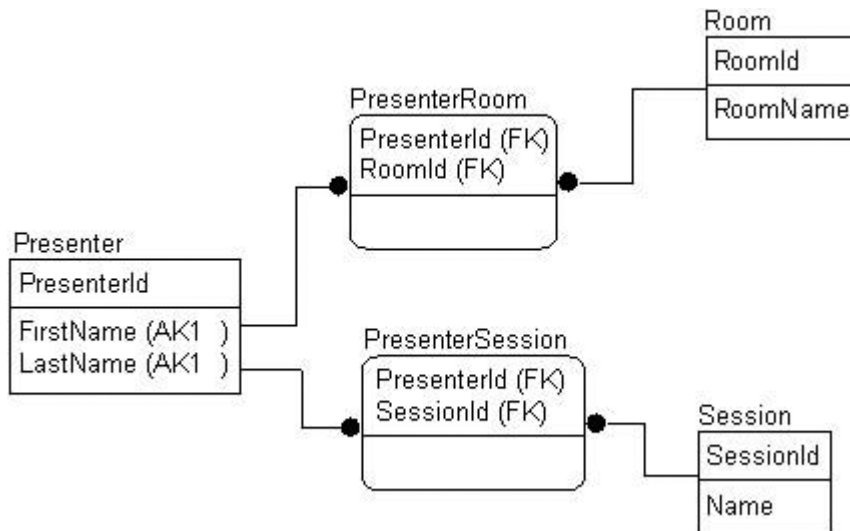 Room
RoomId
RoomName
PresenterRoom
PresenterId (FK)
RoomId (FK)
Presenter
PresenterId
FirstName (AK1 )
LastName (AK1 )
PresenterSession
PresenterId (FK)
SessionId (FK)
Session
SessionId
Name